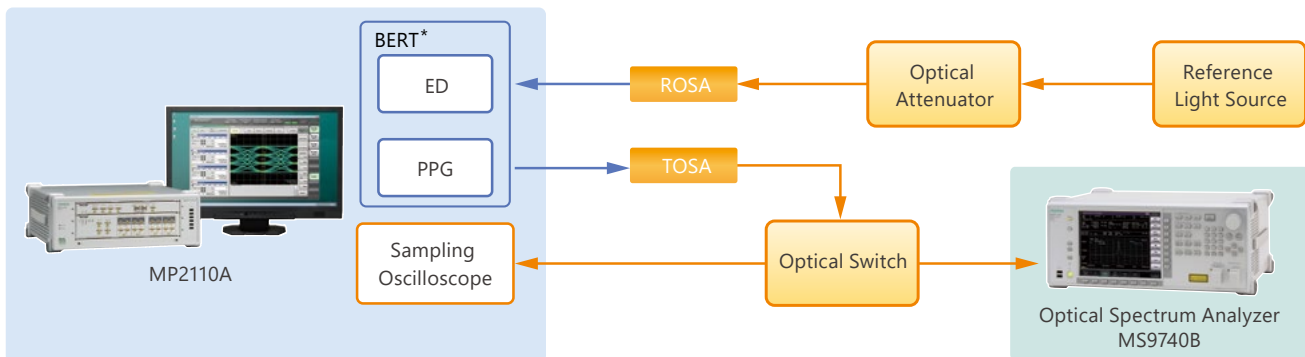 BERT*
ED
ROSA
Optical
Attenuator
Reference
Light Source
PPG
TOSA
MP2110A
Sampling
Oscilloscope
Optical Switch
Optical Spectrum Analyzer
MS9740B